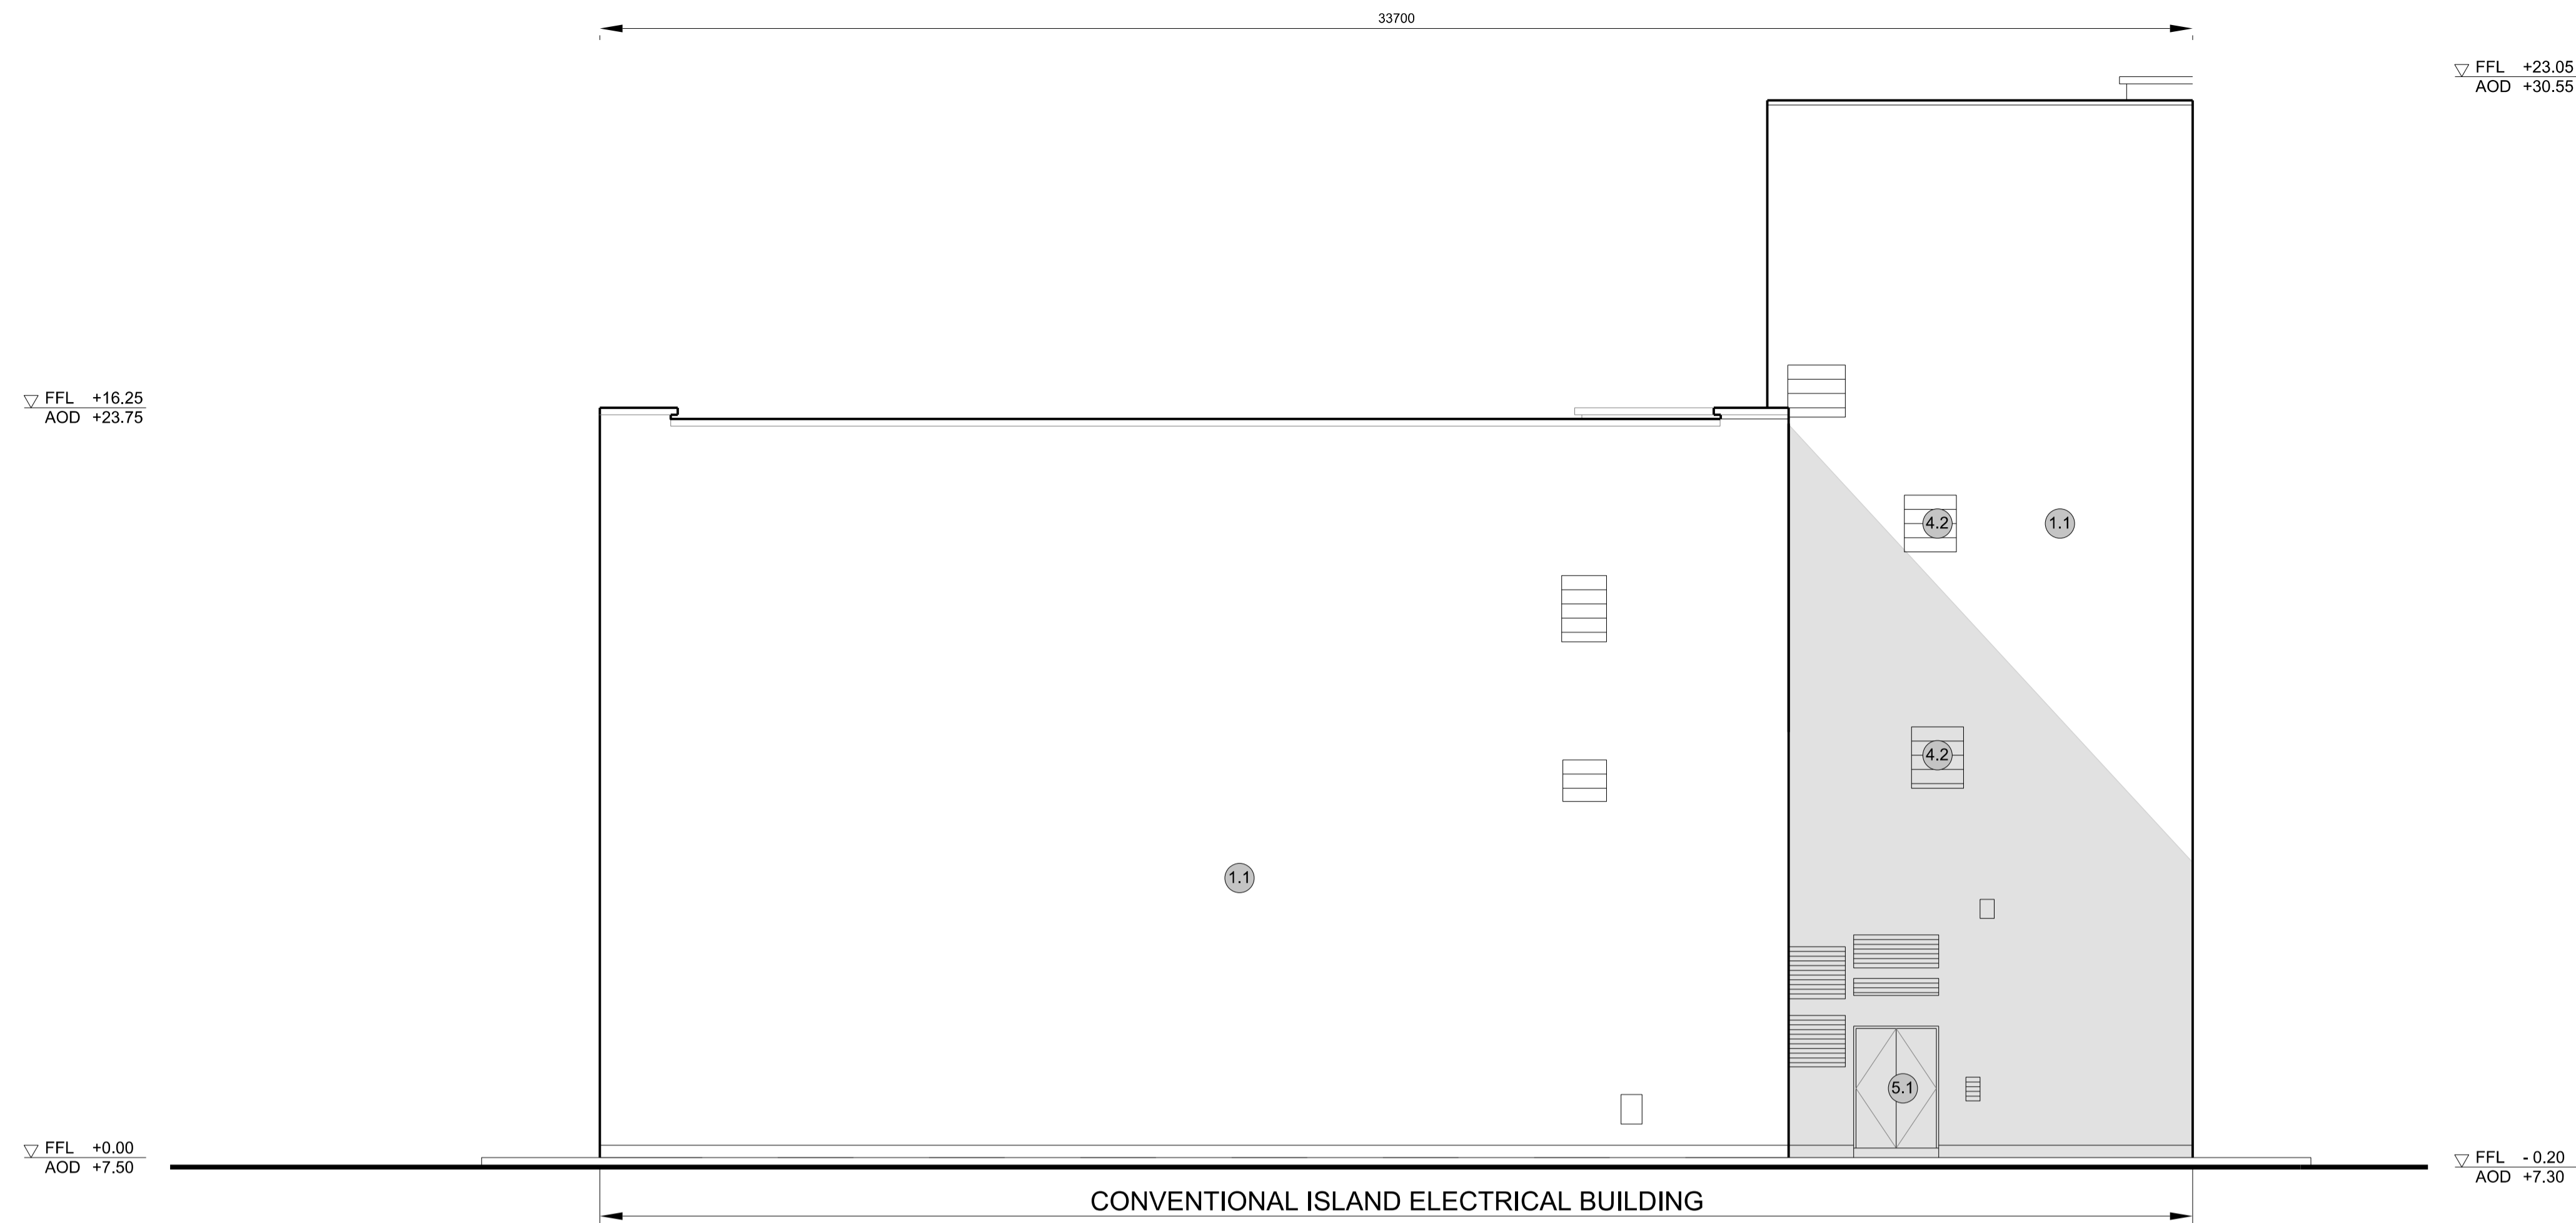 33700
FFL +23.05
AOD +30.55
FFL +16.25
AOD +23.75
4.2
1.1
4.2
1.1
5.1
FFL +0.00
AOD +7.50
FFL - 0.20
AOD +7.30
CONVENTIONAL ISLAND ELECTRICAL BUILDING